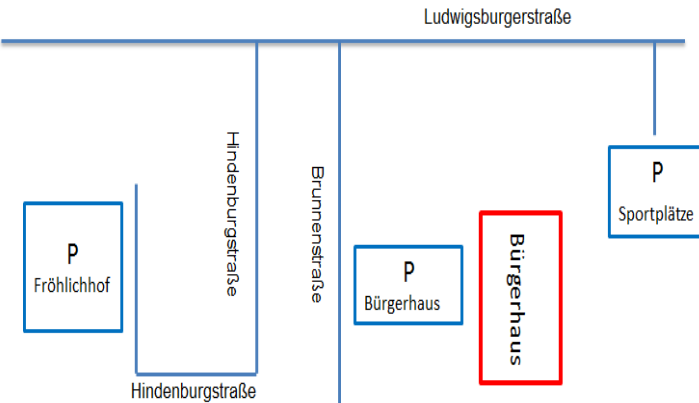 Ludwigsburgerstraße
Hindenburgstraße
Brunnenstraße
P
Sportplätze
P
Fröhlichhof
P
Bürgerhaus
Bürgerhaus
Hindenburgstraße